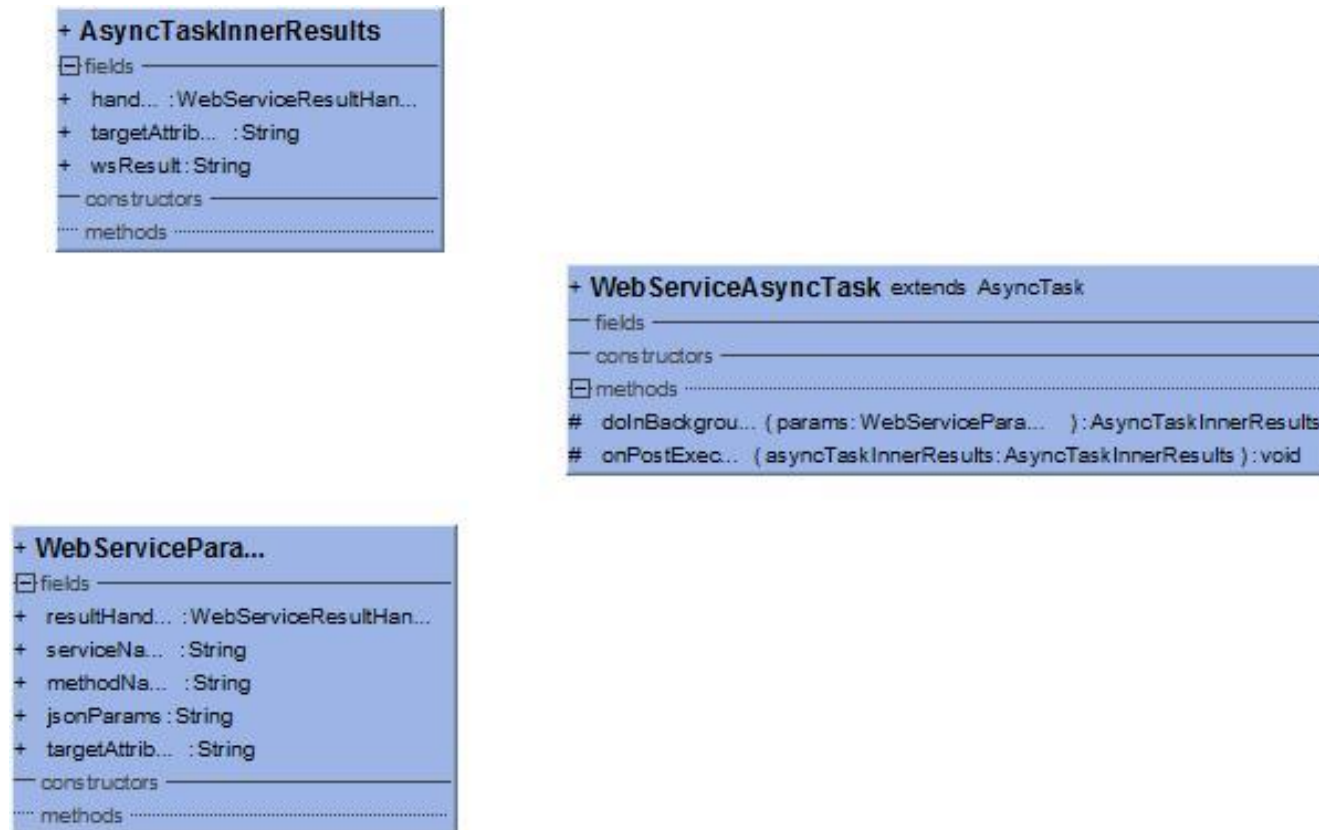 + AsyncTaskInnerResults
fields
+ hand... :WebServiceResultHan...
+ targetAttrib... :String
+ wsResult:String
constructors
methods
+ WebServiceAsyncTask extends AsyncTask
fields
constructors
methods
# doInBackgrou... (params:WebServicePara... ):AsyncTaskInnerResults
# onPostExec... (asyncTaskInnerResults:AsyncTaskInnerResults ):void
+ WebServicePara...
fields
+ resultHand... :WebServiceResultHan...
+ serviceNa... :String
+ methodNa... :String
+ jsonParams:String
+ targetAttrib... :String
constructors
methods